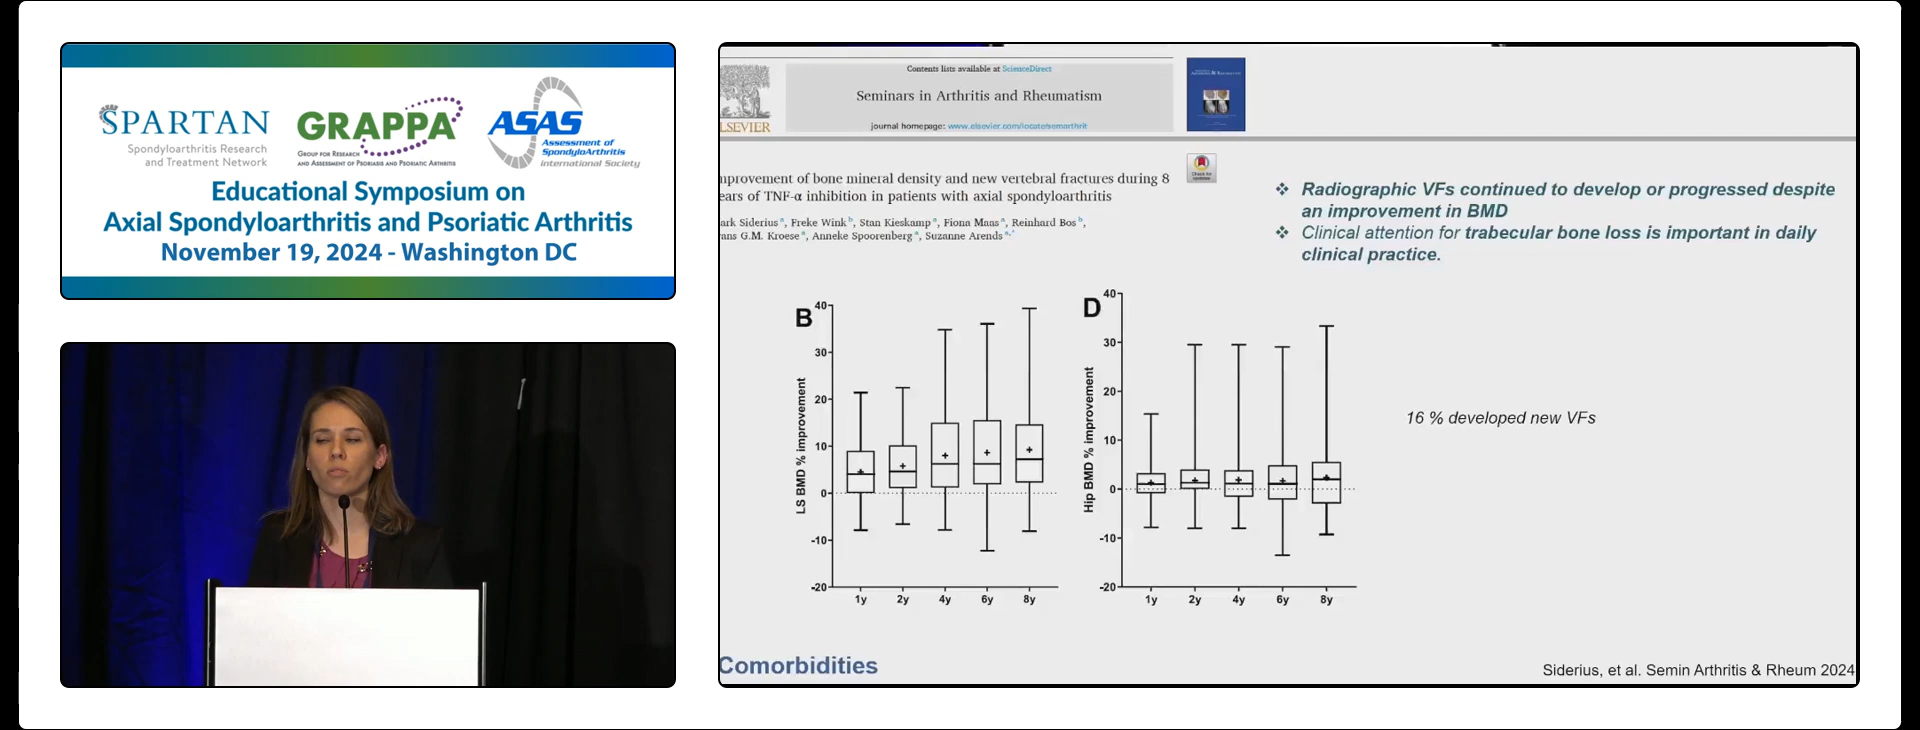 SPARTAN
Spondyloarthritis Research
and Treatment Network
GRAPPA
Group for Research
and Assessment of Psoriasis and Psoriatic Arthritis
ASAS
Assessment of
SpondyloArthritis
international Society
Educational Symposium on
Axial Spondyloarthritis and Psoriatic Arthritis
November 19, 2024 - Washington DC
LSEVIER
Contents lists available at ScienceDirect
Seminars in Arthritis and Rheumatism
journal homepage: www.elsevier.com/locate/semarthrit
Check for
updates
mprovement of bone mineral density and new vertebral fractures during 8
ears of TNF-α inhibition in patients with axial spondyloarthritis
ark Siderius a, Freke Wink b, Stan Kieskamp a, Fiona Maas a, Reinhard Bos b,
ans G.M. Kroese a, Anneke Spoorenberg a, Suzanne Arends a,*
❖ Radiographic VFs continued to develop or progressed despite
an improvement in BMD
❖ Clinical attention for trabecular bone loss is important in daily
clinical practice.
B
LS BMD % improvement
40
30
20
10
0
-10
-20
1y 2y 4y 6y 8y
D
Hip BMD % improvement
40
30
20
10
0
-10
-20
1y 2y 4y 6y 8y
16 % developed new VFs
Comorbidities
Siderius, et al. Semin Arthritis & Rheum 2024